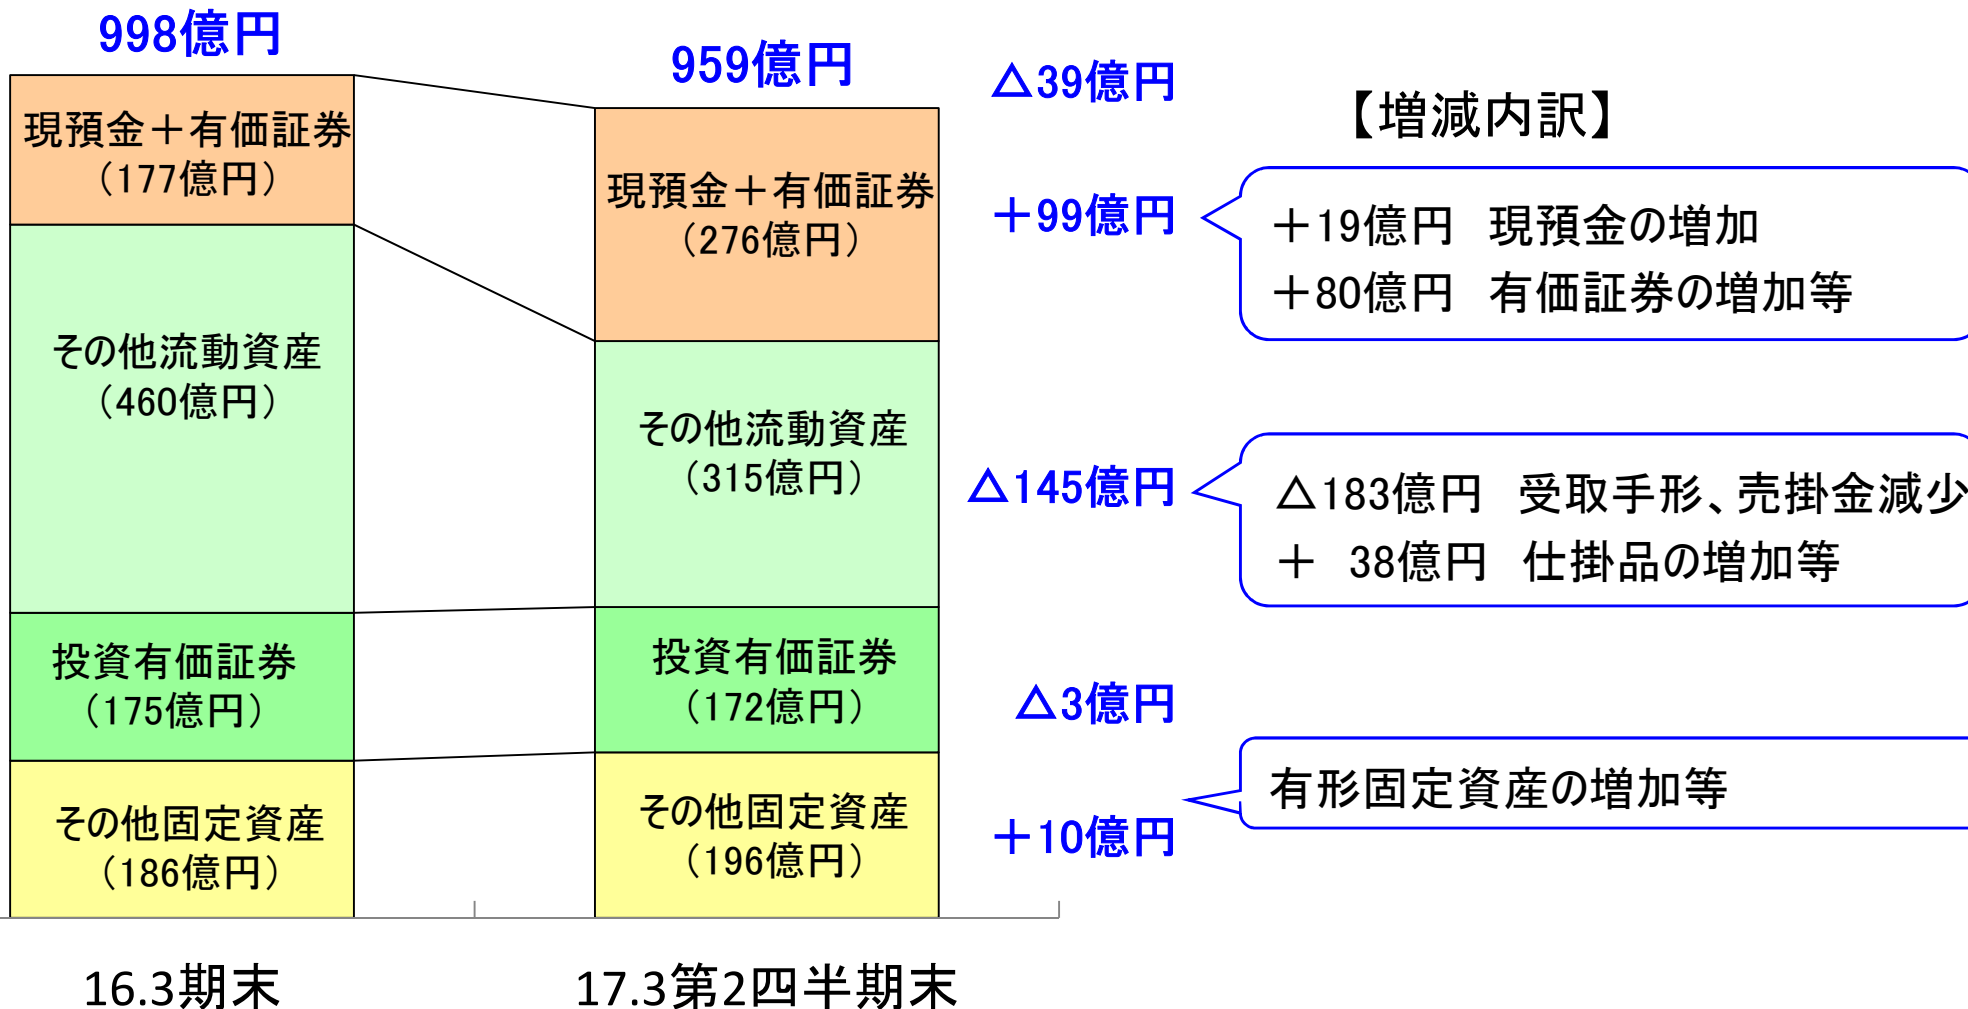 998億円
現預金＋有価証券
（177億円）
その他流動資産
（460億円）
投資有価証券
（175億円）
その他固定資産
（186億円）
16.3期末
959億円
現預金＋有価証券
（276億円）
その他流動資産
（315億円）
投資有価証券
（172億円）
その他固定資産
（196億円）
17.3第2四半期末
△39億円
＋99億円
△145億円
△3億円
＋10億円
【増減内訳】
＋19億円　現預金の増加
＋80億円　有価証券の増加等
△183億円　受取手形、売掛金減少
＋ 38億円　仕掛品の増加等
有形固定資産の増加等